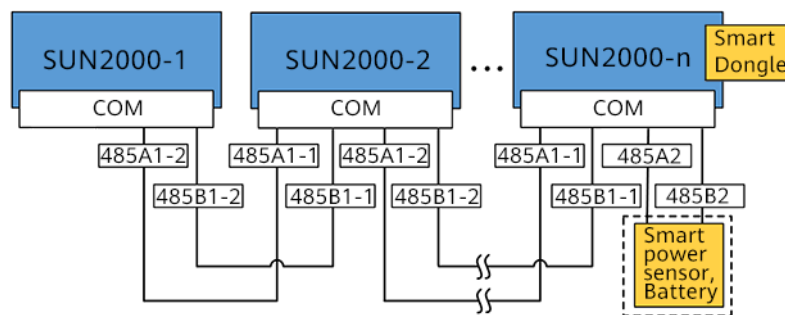 SUN2000-1
SUN2000-2
...
SUN2000-n
Smart
Dongle
COM
COM
COM
485A1-2
485A1-1
485A1-2
485A1-1
485A2
485B1-2
485B1-1
485B1-2
485B1-1
485B2
Smart
power
sensor,
Battery